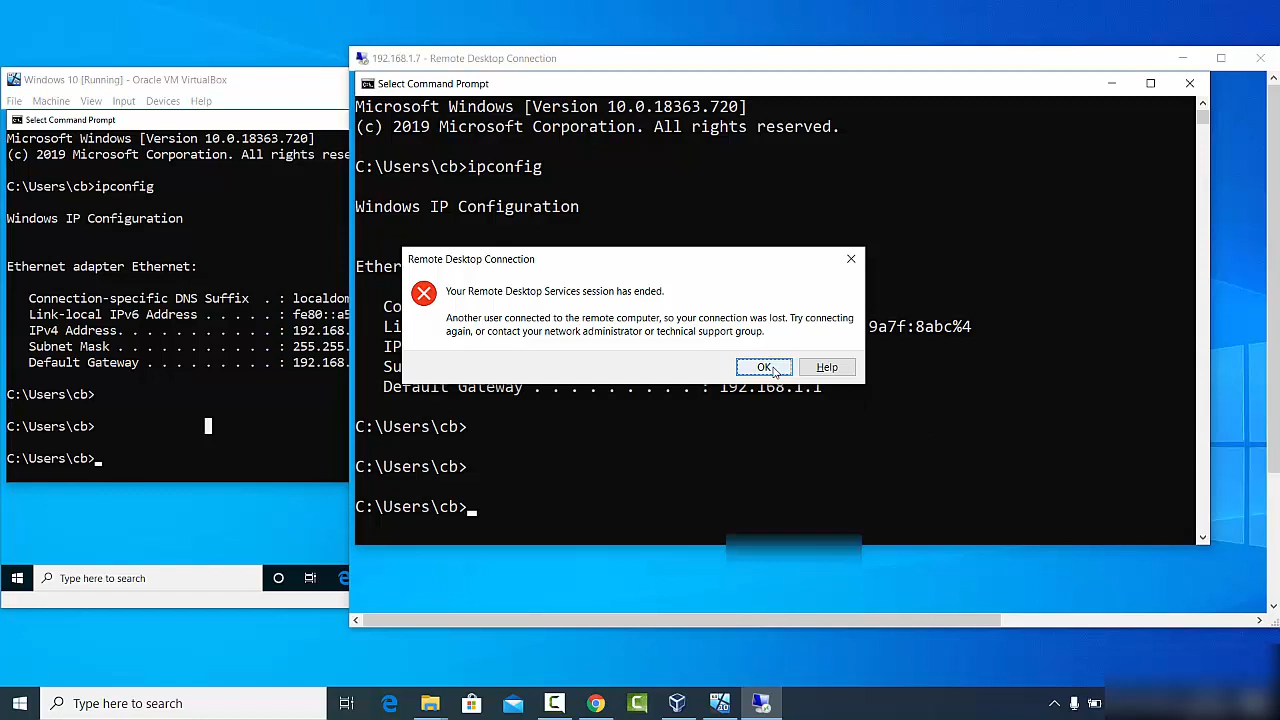 192.168.1.7 - Remote Desktop Connection
Windows 10 [Running] - Oracle VM VirtualBox
File Machine View Input Devices Help
Select Command Prompt
Microsoft Windows [Version 10.0.18363.720]
(c) 2019 Microsoft Corporation. All rights rese
C:\Users\cb>ipconfig
Windows IP Configuration
Ethernet adapter Ethernet:
Connection-specific DNS Suffix . : localdom
Link-local IPv6 Address . . . . . : fe80::a5
IPv4 Address. . . . . . . . . . . : 192.168.
Subnet Mask . . . . . . . . . . . : 255.255.
Default Gateway . . . . . . . . . : 192.168.
C:\Users\cb>
C:\Users\cb>
C:\Users\cb>
Type here to search
Select Command Prompt
Microsoft Windows [Version 10.0.18363.720]
(c) 2019 Microsoft Corporation. All rights reserved.
C:\Users\cb>ipconfig
Windows IP Configuration
Ether
Co
Li 9a7f:8abc%4
IP
Su
Default Gateway . . . . . . . . . : 192.168.1.1
C:\Users\cb>
C:\Users\cb>
C:\Users\cb>
Remote Desktop Connection
Your Remote Desktop Services session has ended.
Another user connected to the remote computer, so your connection was lost. Try connecting
again, or contact your network administrator or technical support group.
OK Help
Type here to search